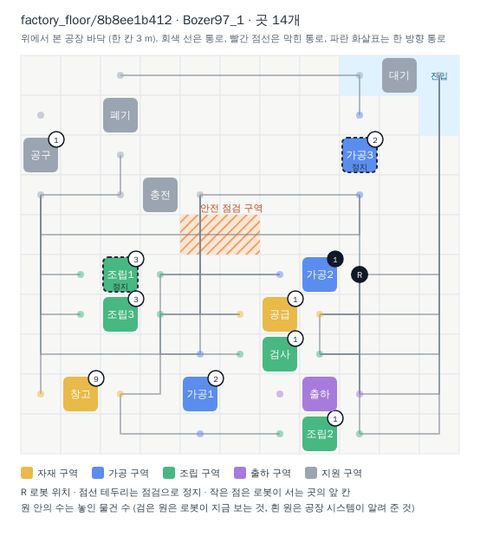 factory_floor/8b8ee1b412 · Bozer97_1 · 곳 14개
위에서 본 공장 바닥 (한 칸 3 m). 회색 선은 통로, 빨간 점선은 막힌 통로, 파란 화살표는 한 방향 통로
대기
진입
폐기
공구 1
가공3 2
정지
충전
안전 점검 구역
조립1 3
정지
가공2 1
R
조립3 3
공급 1
검사 1
창고 9
가공1 2
출하
조립2 1
자재 구역
가공 구역
조립 구역
출하 구역
지원 구역
R 로봇 위치 · 점선 테두리는 점검으로 정지 · 작은 점은 로봇이 서는 곳의 앞 칸
원 안의 수는 놓인 물건 수 (검은 원은 로봇이 지금 보는 것, 흰 원은 공장 시스템이 알려 준 것)